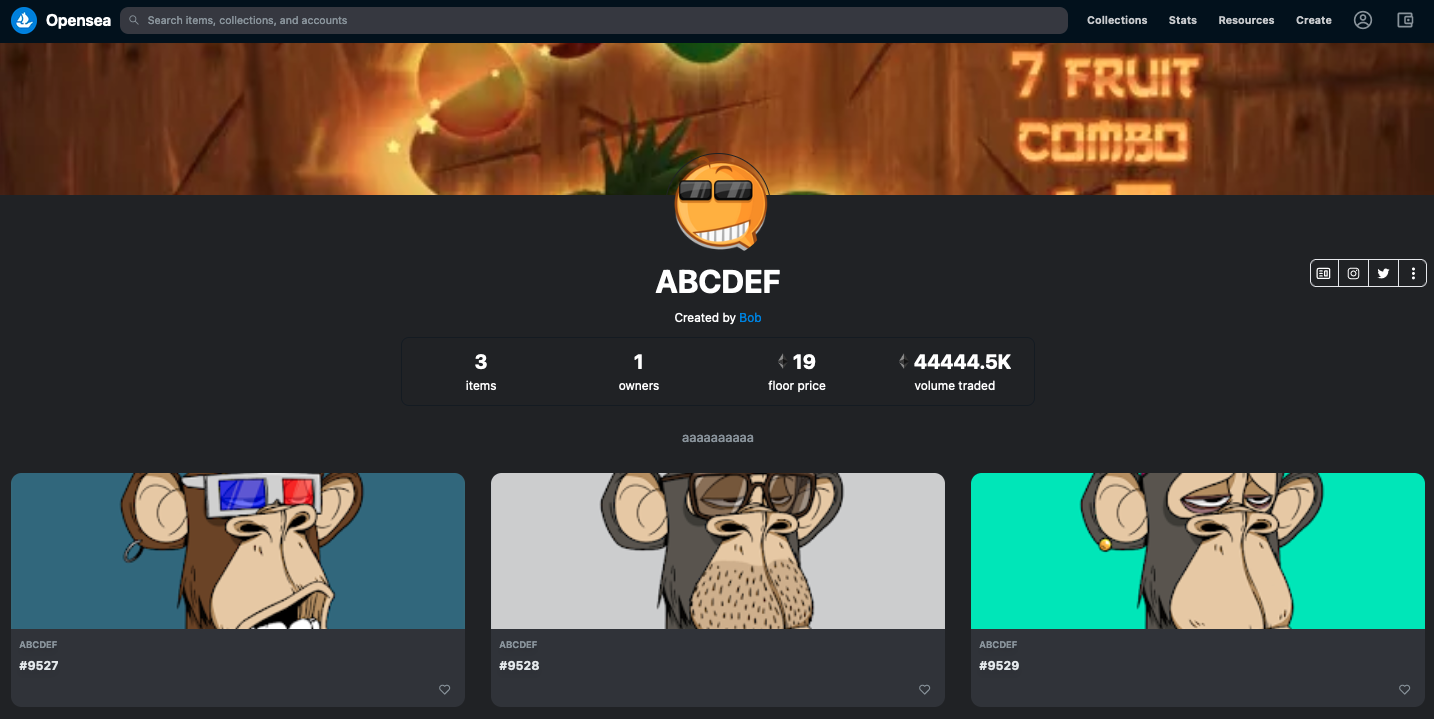 Opensea
Search items, collections, and accounts
Collections Stats Resources Create
7 FRUIT
COMBO
ABCDEF
Created by Bob
3 1 19 44444.5K
items owners floor price volume traded
aaaaaaaaaa
ABCDEF
#9527
ABCDEF
#9528
ABCDEF
#9529